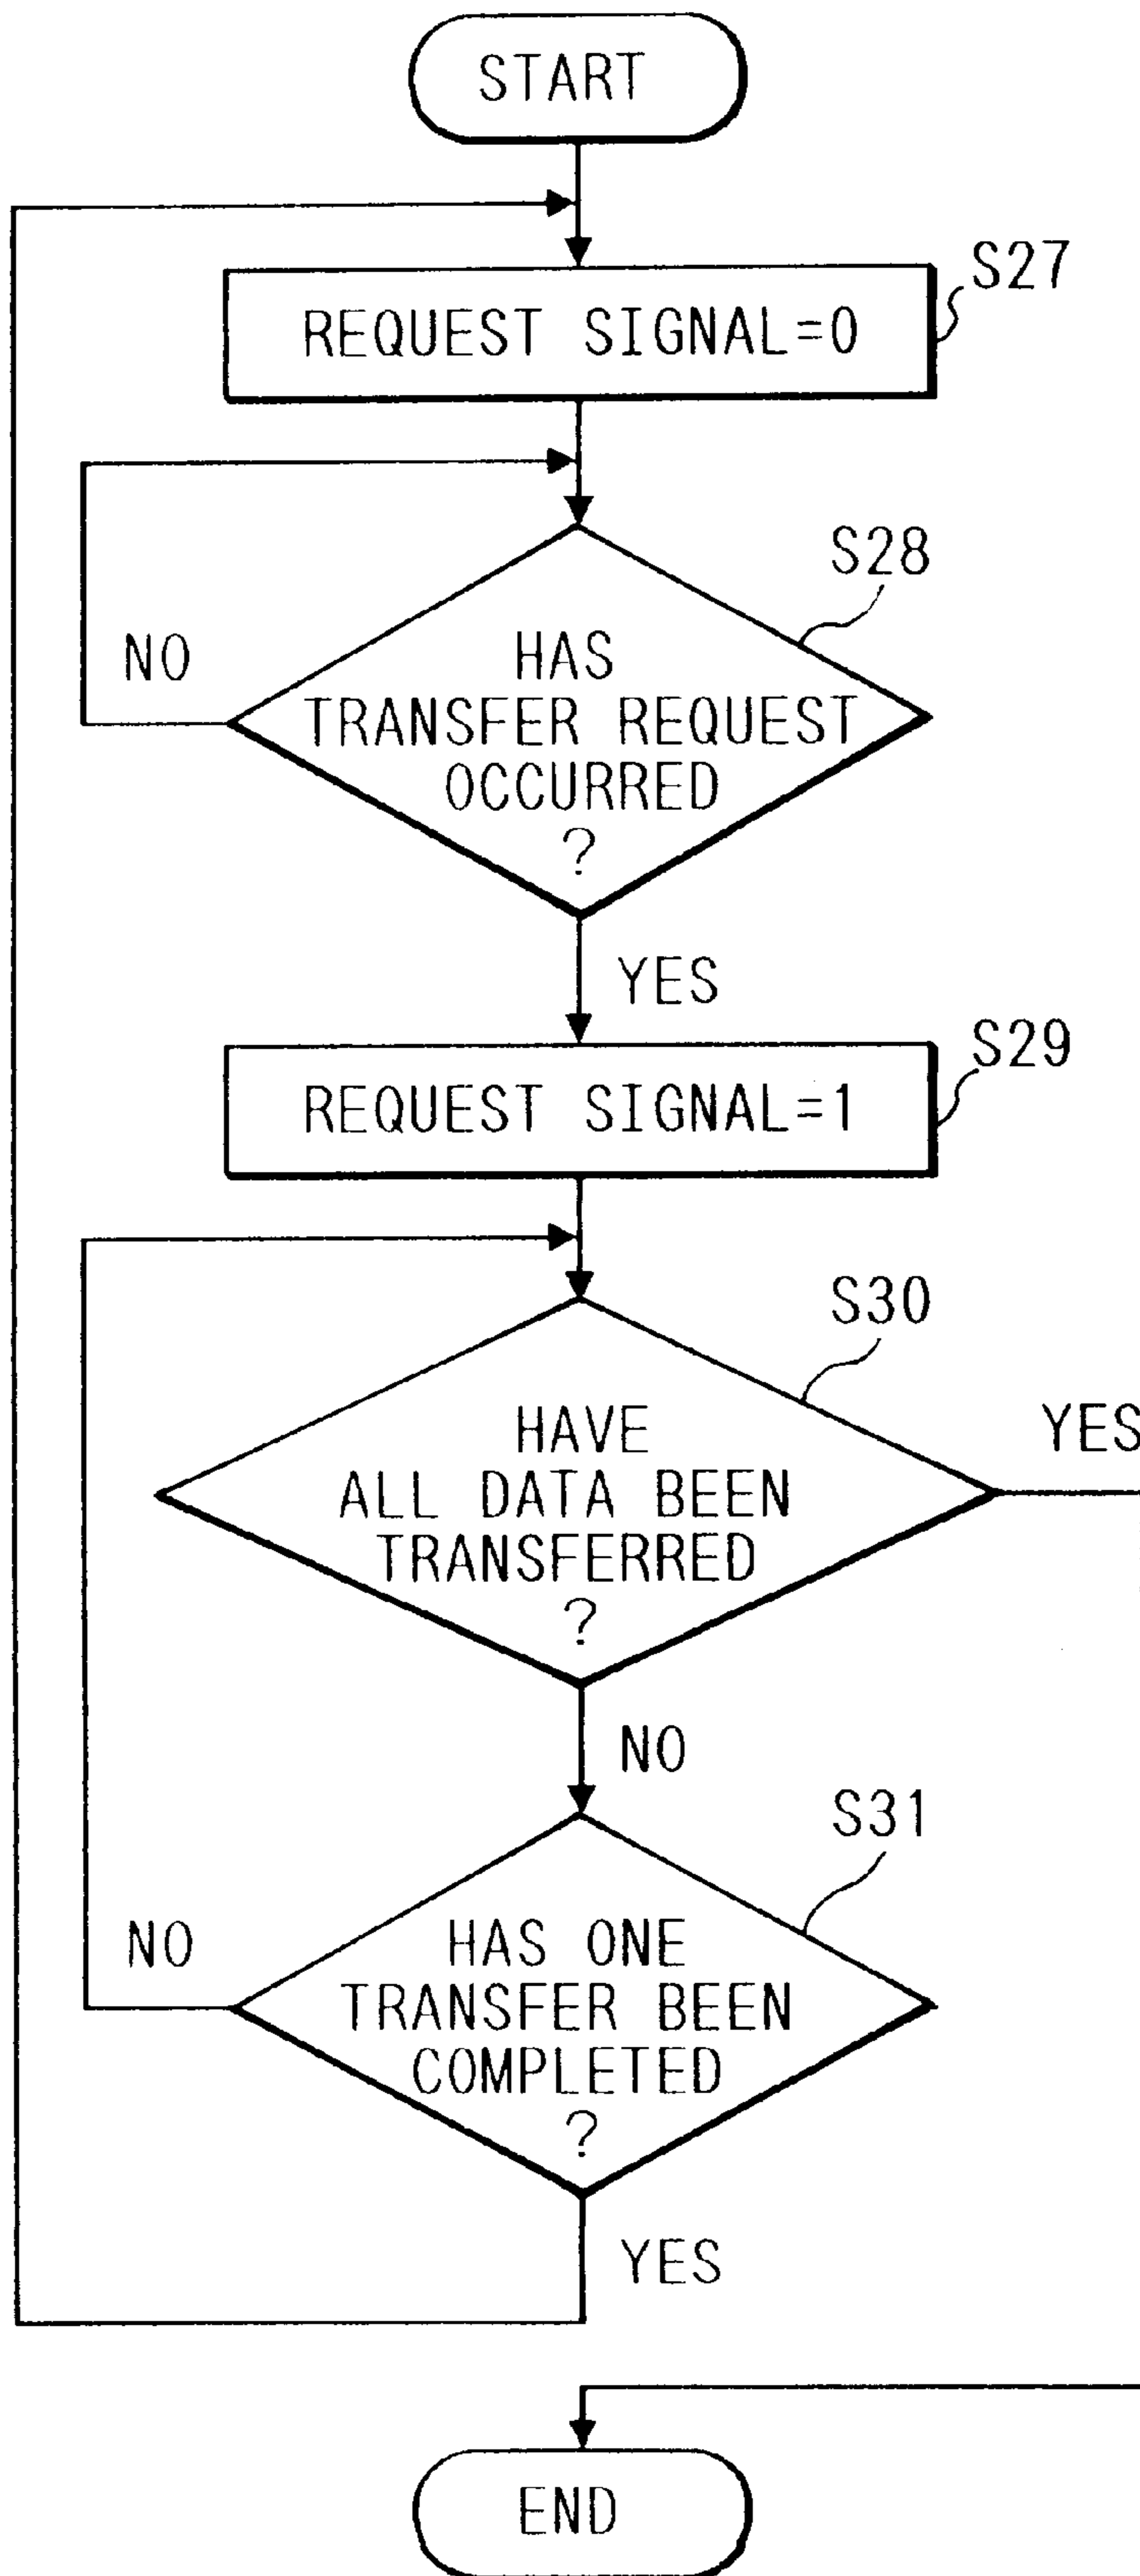 START
S27
REQUEST SIGNAL=0
S28
NO
HAS
TRANSFER REQUEST
OCCURRED
?
YES
S29
REQUEST SIGNAL=1
S30
YES
HAVE
ALL DATA BEEN
TRANSFERRED
?
NO
S31
NO
HAS ONE
TRANSFER BEEN
COMPLETED
?
YES
END